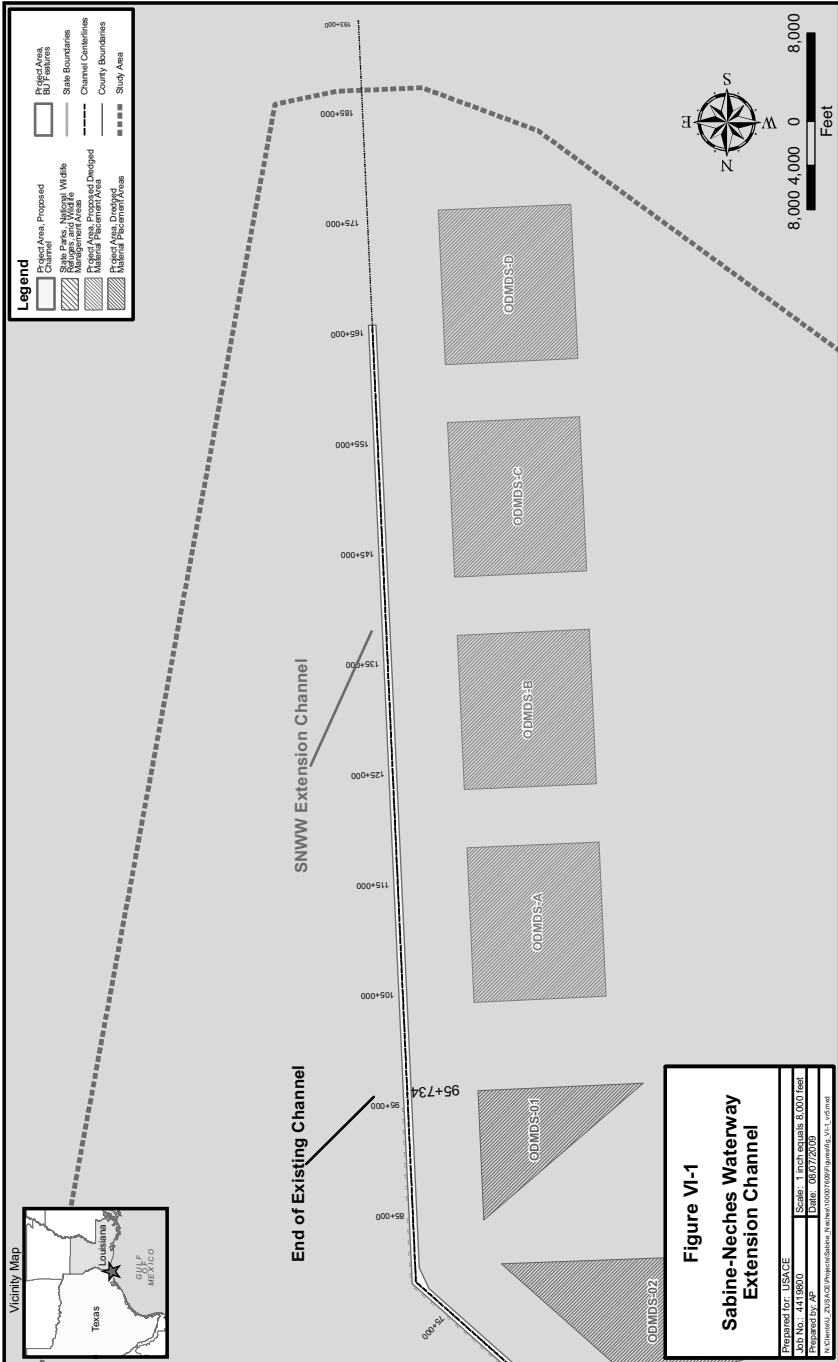 Vicinity Map
Texas
Louisiana
GULF
OF
MEXICO
Legend
Project Area, Proposed
Channel
State Parks, National Wildlife
Refuges, and Wildlife
Management Areas
Project Area, Proposed Dredged
Material Placement Area
Project Area, Dredged
Material Placement Areas
Project Area,
BU Features
State Boundaries
Channel Centerlines
County Boundaries
Study Area
End of Existing Channel
SNWW Extension Channel
75+000
85+000
95+000
95+734
105+000
115+000
125+000
135+000
145+000
155+000
165+000
175+000
185+000
193+000
ODMDS-02
ODMDS-01
ODMDS-A
ODMDS-B
ODMDS-C
ODMDS-D
N
E
S
W
8,000 4,000 0 8,000
Feet
Figure VI-1
Sabine-Neches Waterway
Extension Channel
Prepared for: USACE
Job No.: 4419800
Scale: 1 inch equals 8,000 feet
Prepared by: AP
Date: 08/07/2009